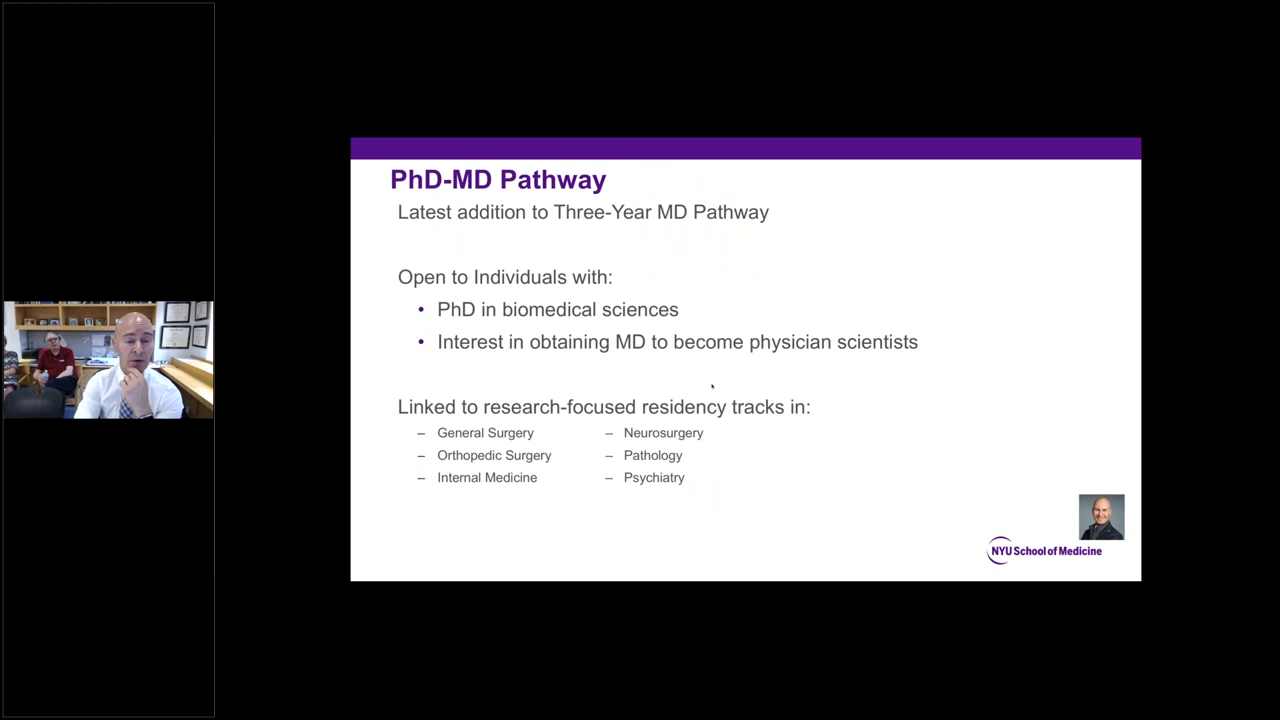 PhD-MD Pathway
Latest addition to Three-Year MD Pathway
Open to Individuals with:
• PhD in biomedical sciences
• Interest in obtaining MD to become physician scientists
Linked to research-focused residency tracks in:
– General Surgery
– Orthopedic Surgery
– Internal Medicine
– Neurosurgery
– Pathology
– Psychiatry
NYU School of Medicine